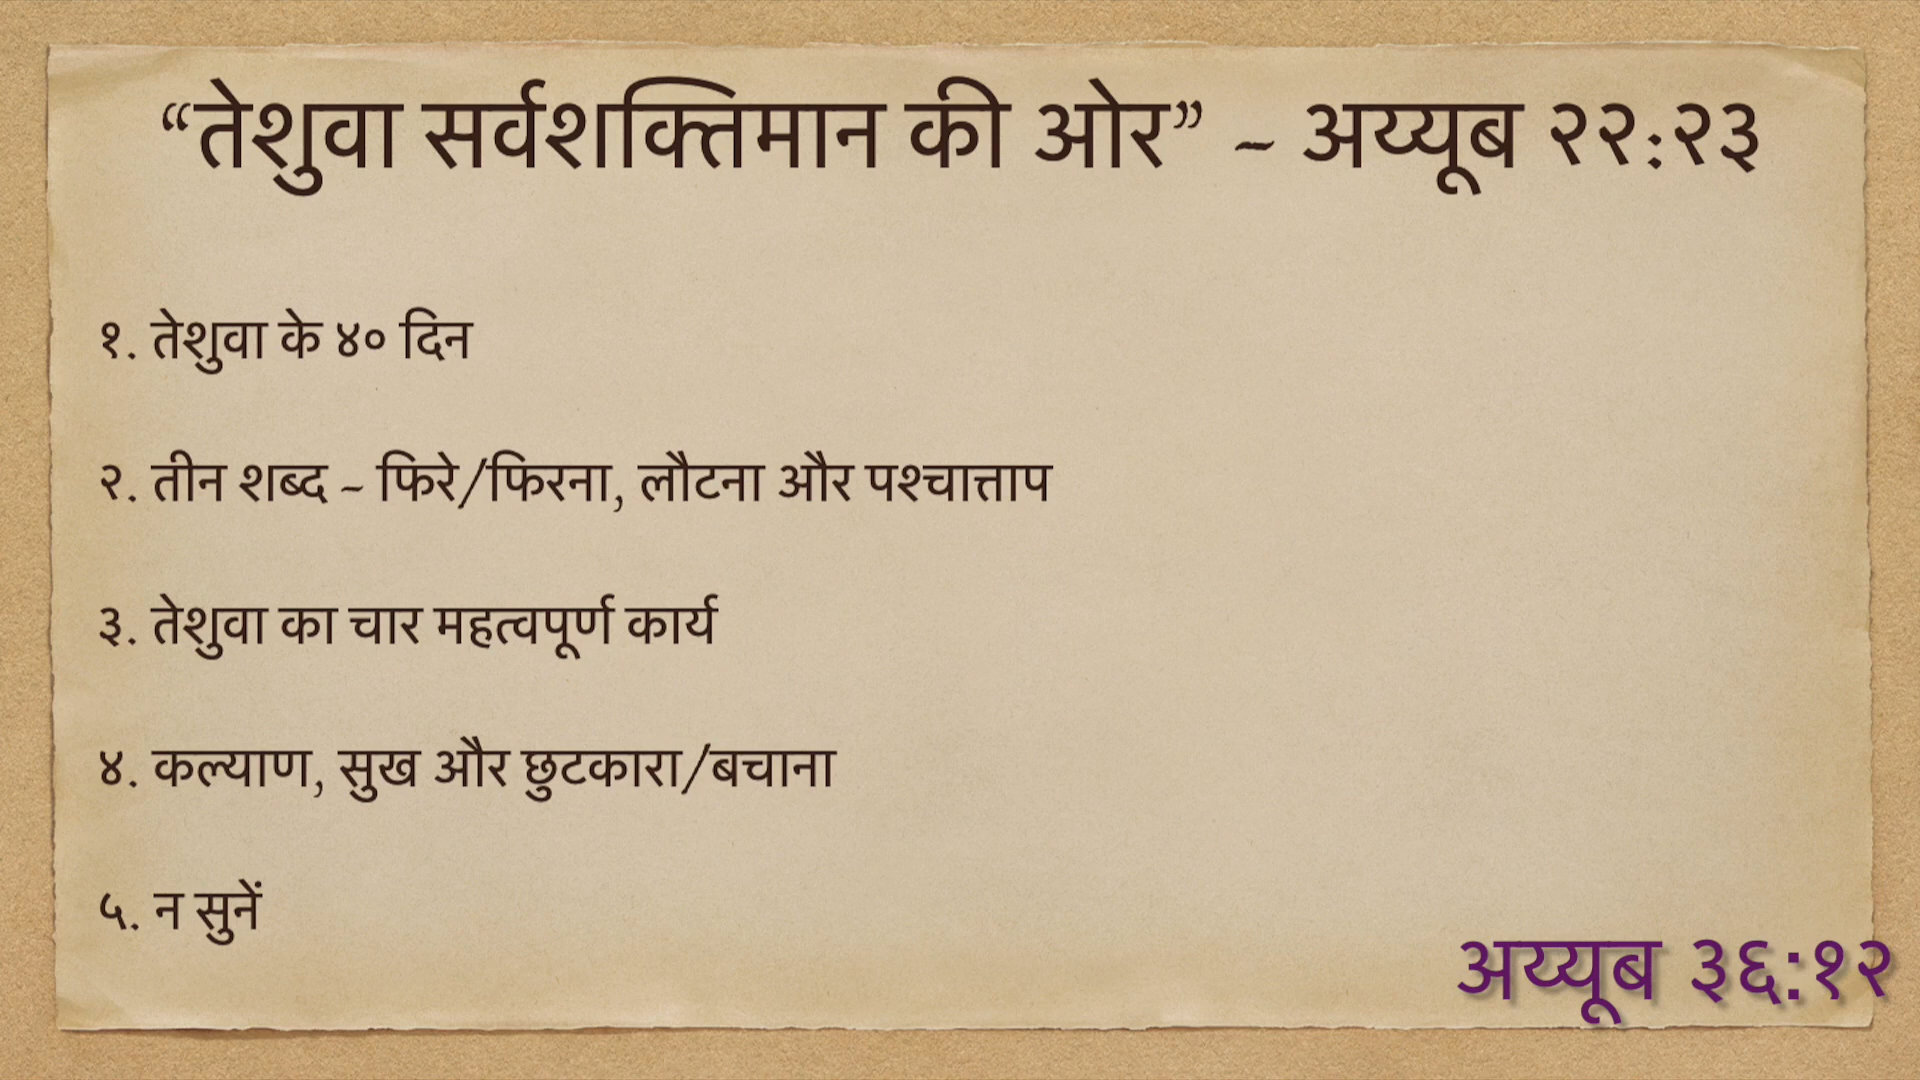 “तेशुवा सर्वशक्तिमान की ओर” ~ अय्यूब २२:२३
१. तेशुवा के ४० दिन
२. तीन शब्द ~ फिरे/फिरना, लौटना और पश्चात्ताप
३. तेशुवा का चार महत्वपूर्ण कार्य
४. कल्याण, सुख और छुटकारा/बचाना
५. न सुनें
अय्यूब ३६:१२